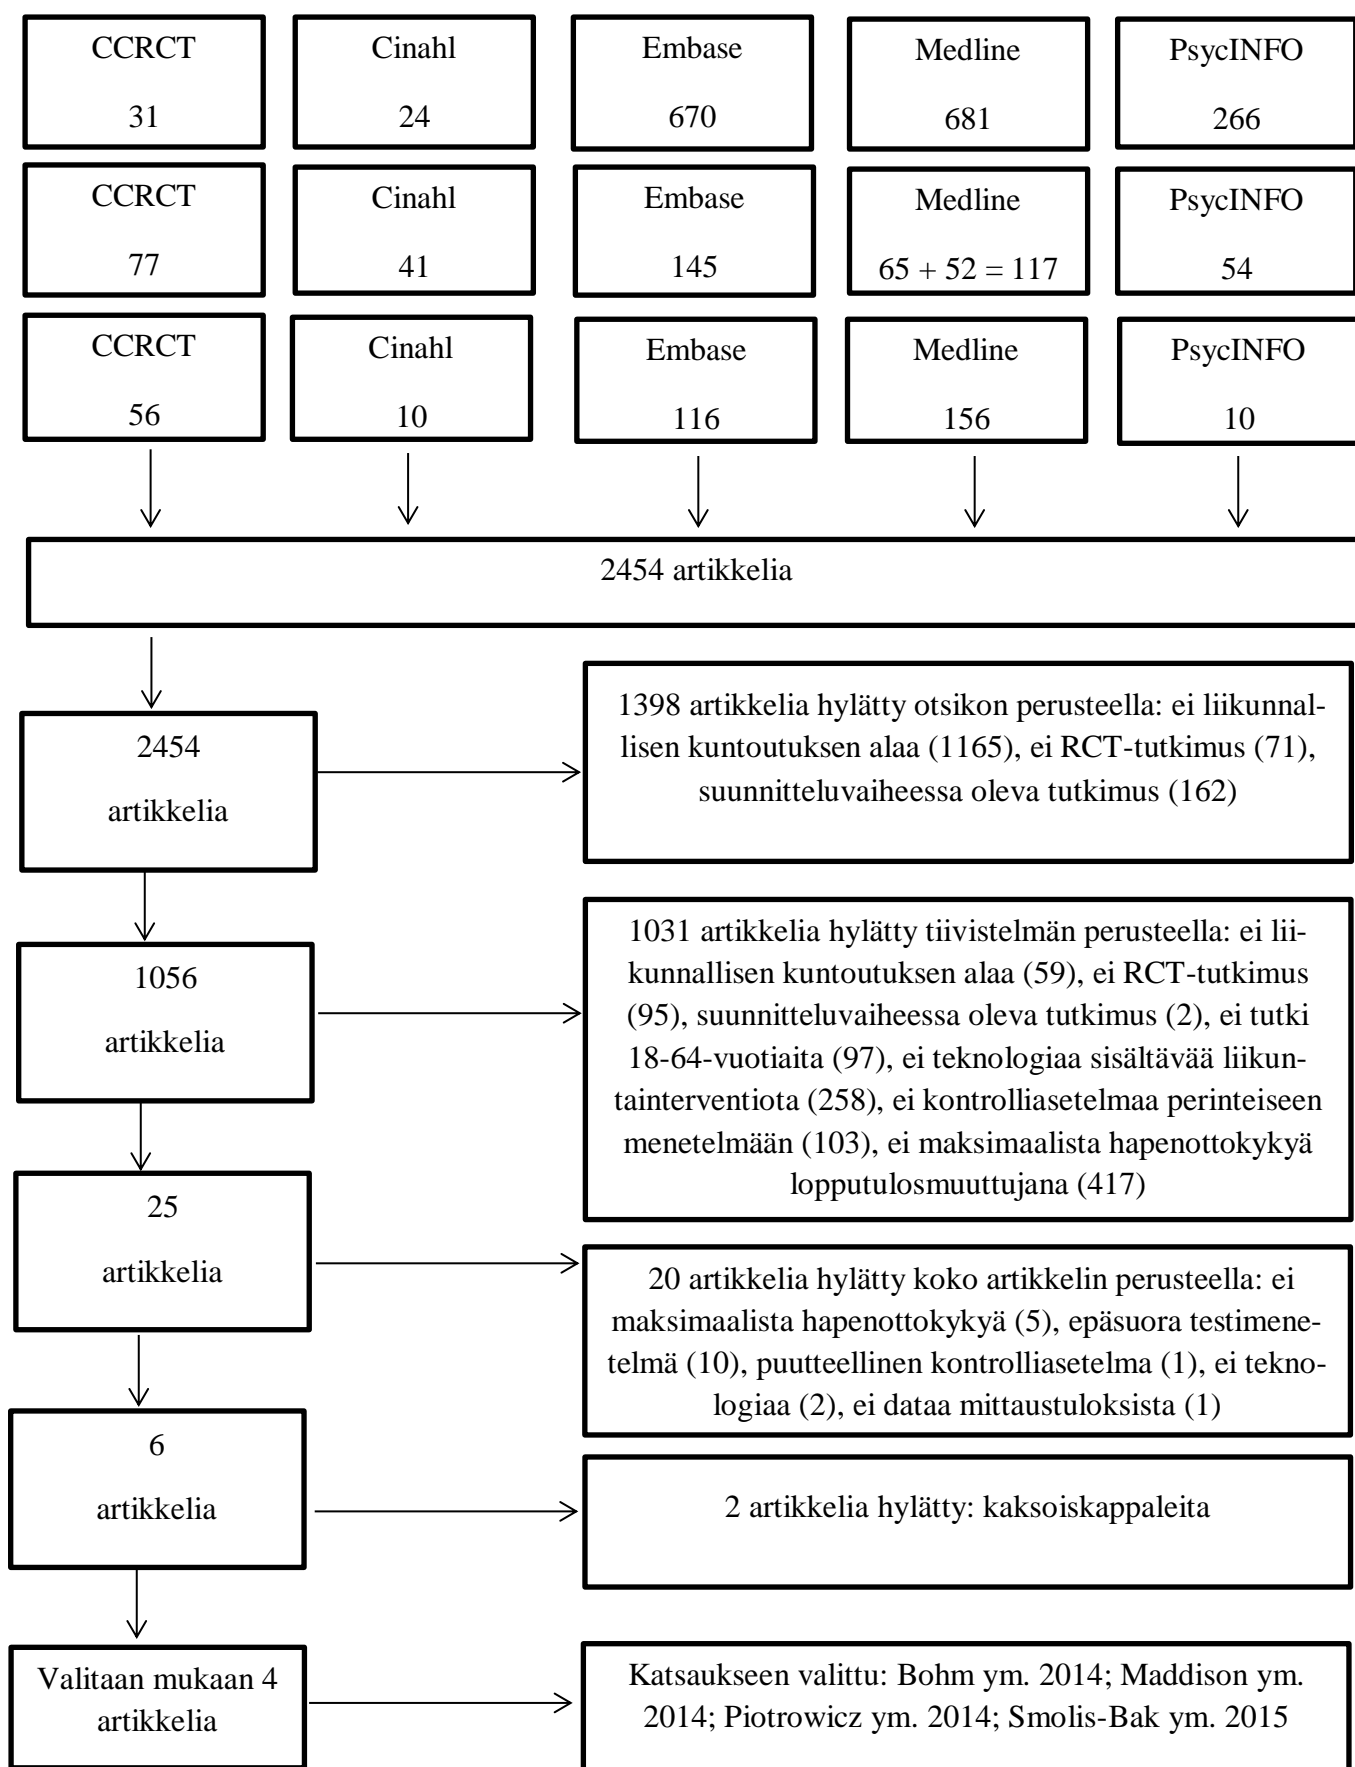 CCRCT
31
Cinahl
24
Embase
670
Medline
681
PsycINFO
266
CCRCT
77
Cinahl
41
Embase
145
Medline
65 + 52 = 117
PsycINFO
54
CCRCT
56
Cinahl
10
Embase
116
Medline
156
PsycINFO
10
2454 artikkelia
2454
artikkelia
1398 artikkelia hylätty otsikon perusteella: ei liikunnal-
lisen kuntoutuksen alaa (1165), ei RCT-tutkimus (71),
suunnitteluvaiheessa oleva tutkimus (162)
1056
artikkelia
1031 artikkelia hylätty tiivistelmän perusteella: ei lii-
kunnallisen kuntoutuksen alaa (59), ei RCT-tutkimus
(95), suunnitteluvaiheessa oleva tutkimus (2), ei tutki
18-64-vuotiaita (97), ei teknologiaa sisältävää liikun-
tainterventiota (258), ei kontrolliasetelmaa perinteiseen
menetelmään (103), ei maksimaalista hapenottokykyä
lopputulosmuuttujana (417)
25
artikkelia
20 artikkelia hylätty koko artikkelin perusteella: ei
maksimaalista hapenottokykyä (5), epäsuora testimene-
telmä (10), puutteellinen kontrolliasetelma (1), ei tekno-
logiaa (2), ei dataa mittaustuloksista (1)
6
artikkelia
2 artikkelia hylätty: kaksoiskappaleita
Valitaan mukaan 4
artikkelia
Katsaukseen valittu: Bohm ym. 2014; Maddison ym.
2014; Piotrowicz ym. 2014; Smolis-Bak ym. 2015